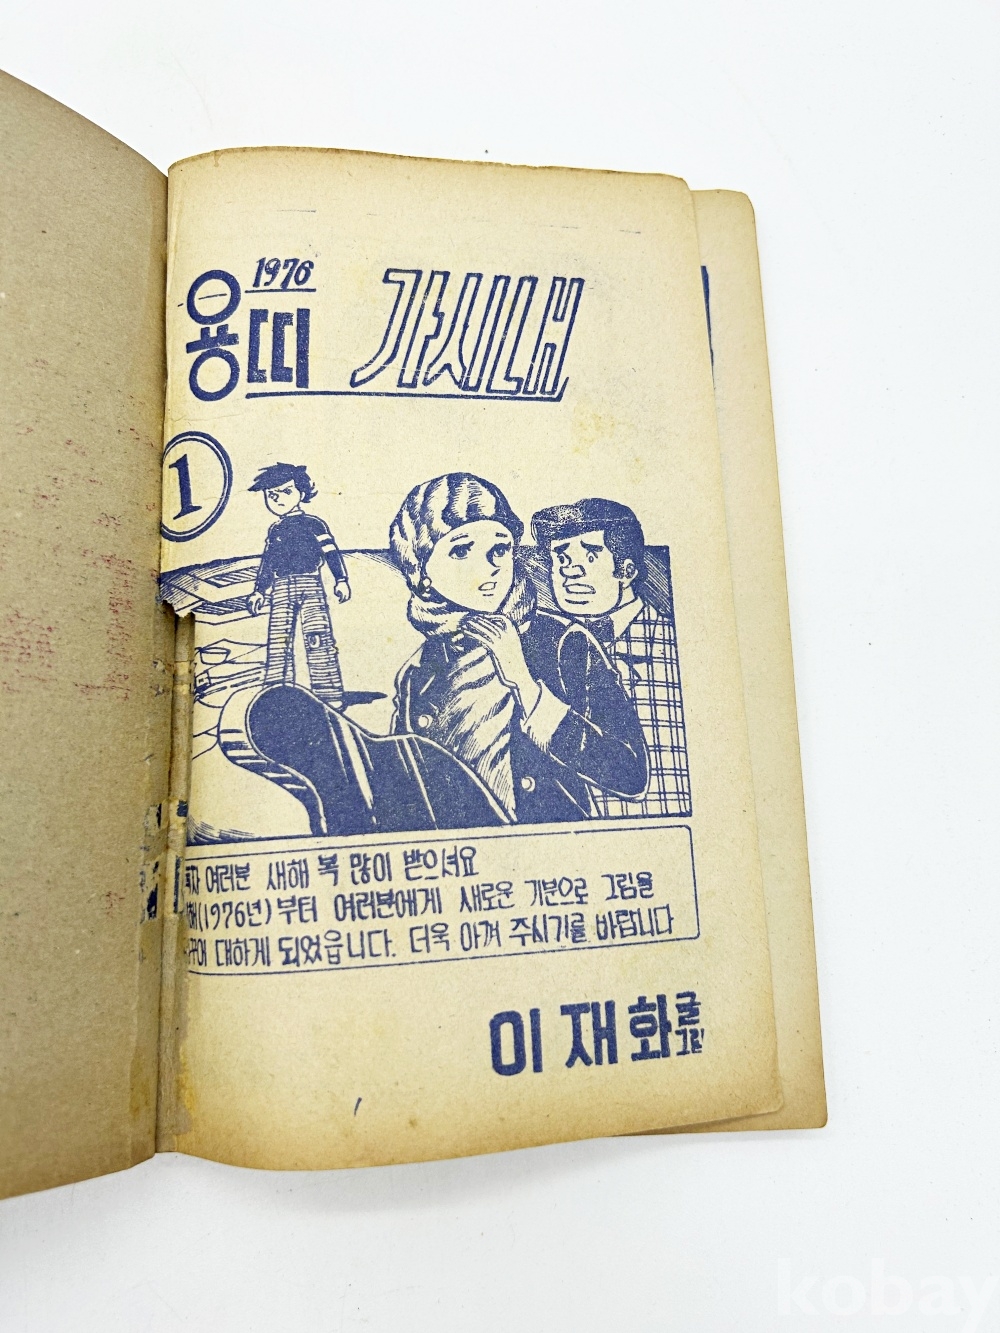 1976
용띠 가시내
1
여러분 새해 복 많이 받으셔요
(1976년)부터 여러분에게 새로운 기분으로 그림을
대하게 되었읍니다. 더욱 아껴 주시기를 바랍니다
이재화 글 그림
kobay